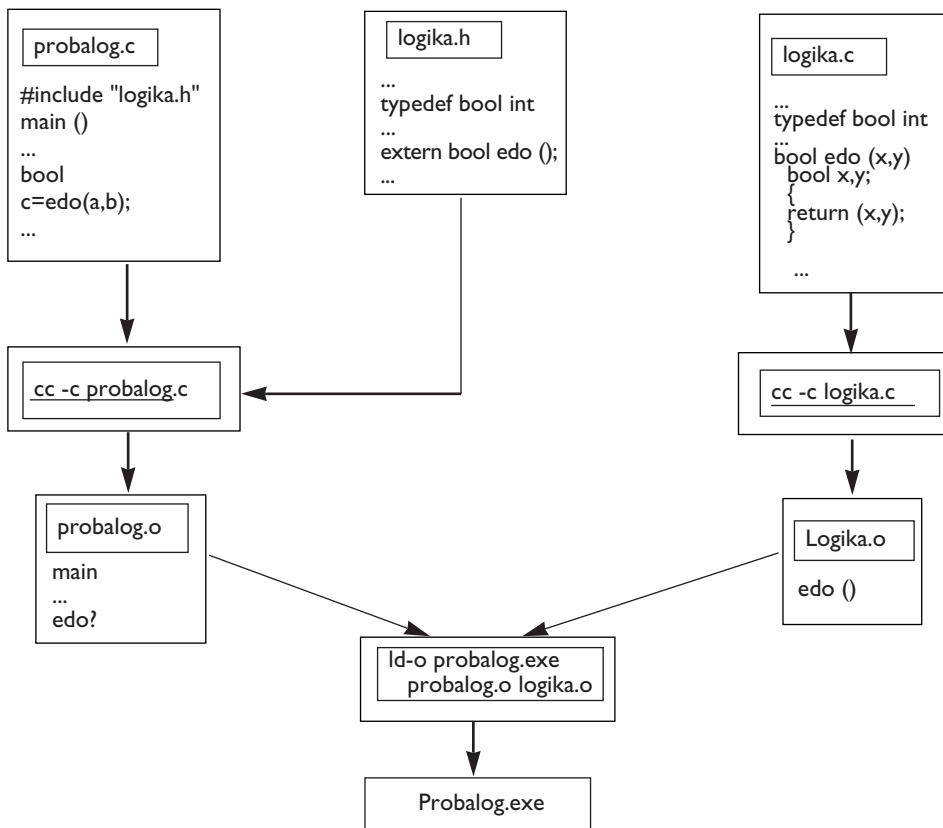 probalog.c
#include "logika.h"
main ()
...
bool
c=edo(a,b);
...
logika.h
...
typedef bool int
...
extern bool edo ();
...
logika.c
...
typedef bool int
...
bool edo (x,y)
bool x,y;
{
return (x,y);
}
...
cc -c probalog.c
cc -c logika.c
probalog.o
main
...
edo?
Logika.o
edo ()
ld-o probalog.exe
probalog.o logika.o
Probalog.exe